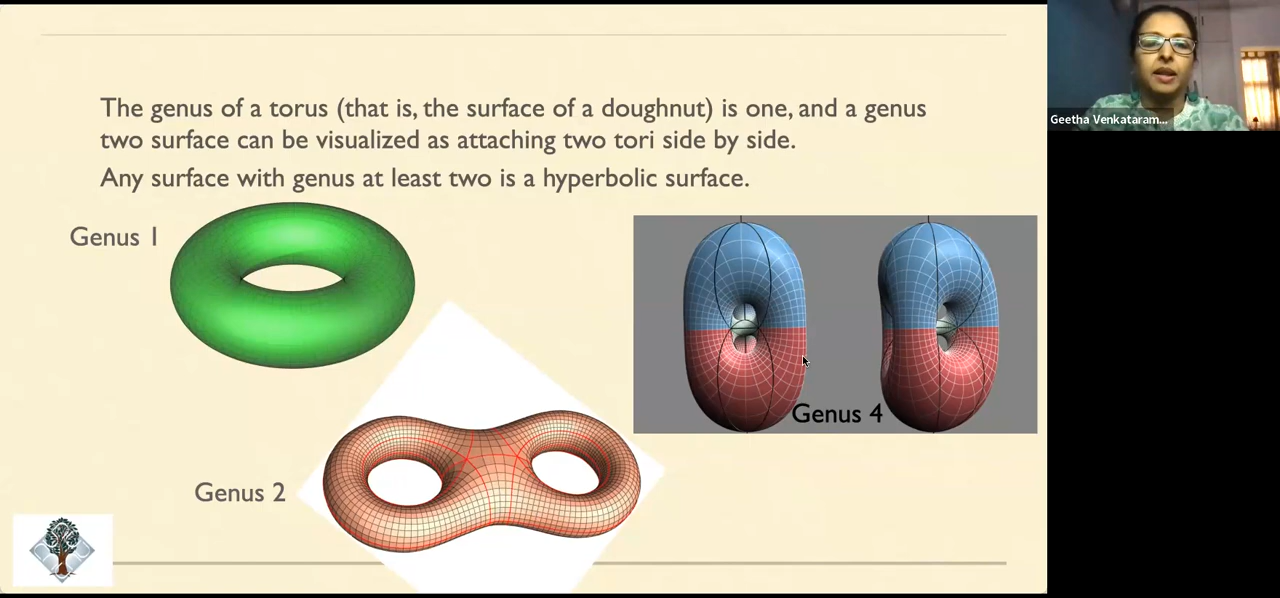 The genus of a torus (that is, the surface of a doughnut) is one, and a genus
two surface can be visualized as attaching two tori side by side.
Any surface with genus at least two is a hyperbolic surface.
Genus 1
Genus 4
Genus 2
Geetha Venkataram...